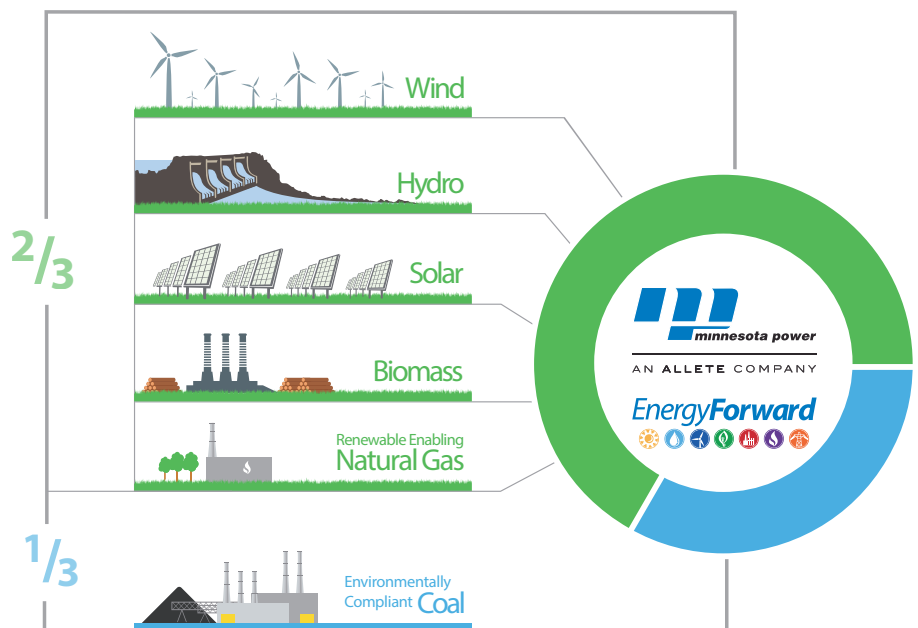 Wind
Hydro
2/3
Solar
Biomass
Renewable Enabling
Natural Gas
1/3
Environmentally
Compliant Coal
mp
minnesota power
AN ALLETE COMPANY
EnergyForward